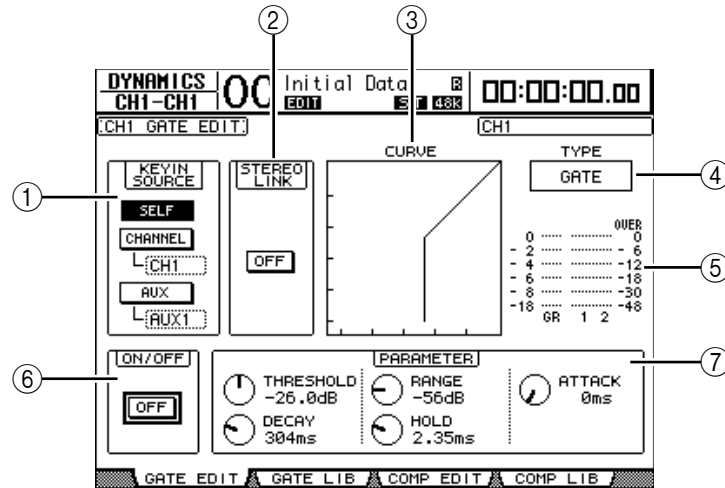 ② ③
DYNAMICS
CH1-CH1
Initial Data
EDIT
48k
00:00:00.00
CH1 GATE EDIT
CH1
① KEYIN SOURCE
SELF
CHANNEL
CH1
AUX
AUX1
STEREO LINK
OFF
CURVE
TYPE
GATE ④
OVER
0 0
- 2 - 6
- 4 -12
- 6 -18 ⑤
- 8 -30
-18 -48
GR 1 2
⑥ ON/OFF
OFF
PARAMETER ⑦
THRESHOLD -26.0dB
RANGE -56dB
ATTACK 0ms
DECAY 304ms
HOLD 2.35ms
GATE EDIT GATE LIB COMP EDIT COMP LIB